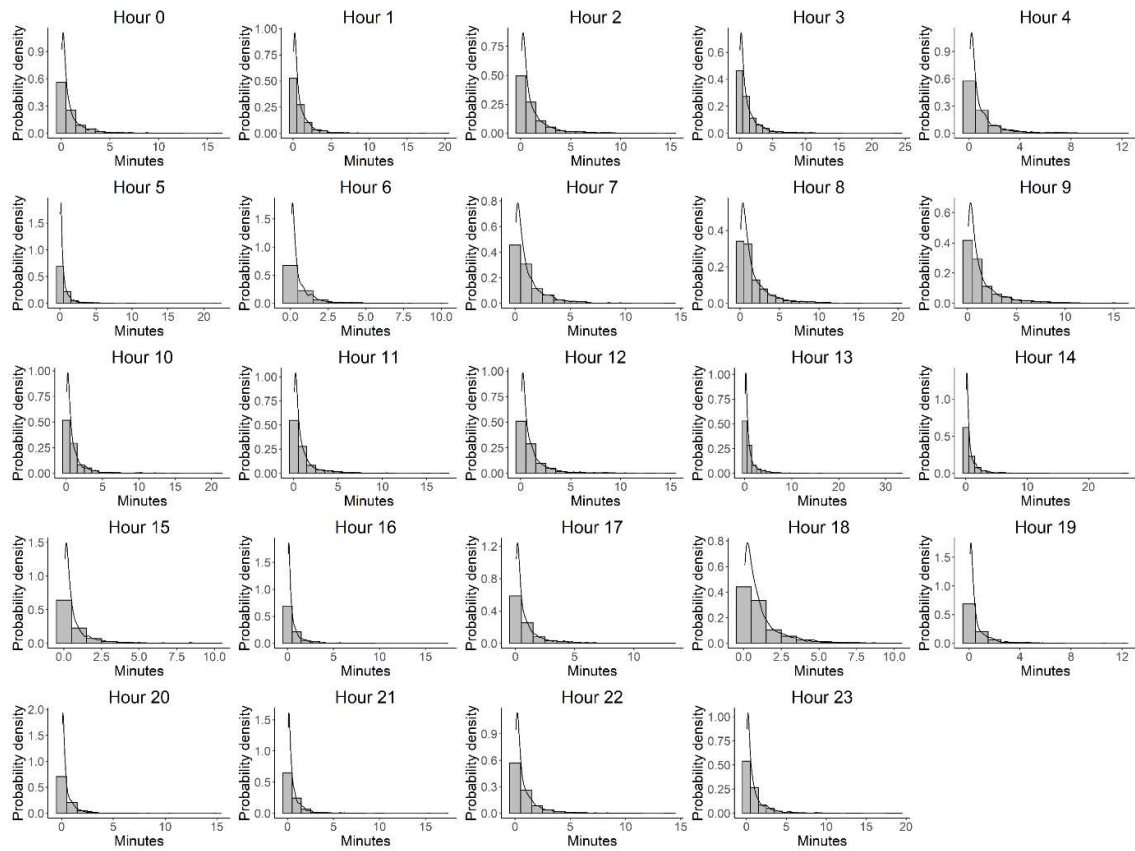 Hour 0
Probability density
0.9
0.6
0.3
0.0
0 5 10 15
Minutes
Hour 1
Probability density
1.00
0.75
0.50
0.25
0.00
0 5 10 15 20
Minutes
Hour 2
Probability density
0.75
0.50
0.25
0.00
0 5 10 15
Minutes
Hour 3
Probability density
0.6
0.4
0.2
0.0
0 5 10 15 20 25
Minutes
Hour 4
Probability density
0.9
0.6
0.3
0.0
0 4 8 12
Minutes
Hour 5
Probability density
1.5
1.0
0.5
0.0
0 5 10 15 20
Minutes
Hour 6
Probability density
1.5
1.0
0.5
0.0
0.0 2.5 5.0 7.5 10.0
Minutes
Hour 7
Probability density
0.8
0.6
0.4
0.2
0.0
0 5 10 15
Minutes
Hour 8
Probability density
0.4
0.2
0.0
0 5 10 15 20
Minutes
Hour 9
Probability density
0.6
0.4
0.2
0.0
0 5 10 15
Minutes
Hour 10
Probability density
1.00
0.75
0.50
0.25
0.00
0 5 10 15 20
Minutes
Hour 11
Probability density
1.00
0.75
0.50
0.25
0.00
0 5 10 15
Minutes
Hour 12
Probability density
1.00
0.75
0.50
0.25
0.00
0 5 10 15
Minutes
Hour 13
Probability density
1.00
0.75
0.50
0.25
0.00
0 10 20 30
Minutes
Hour 14
Probability density
1.0
0.5
0.0
0 10 20
Minutes
Hour 15
Probability density
1.5
1.0
0.5
0.0
0.0 2.5 5.0 7.5 10.0
Minutes
Hour 16
Probability density
1.5
1.0
0.5
0.0
0 5 10 15
Minutes
Hour 17
Probability density
1.2
0.8
0.4
0.0
0 5 10
Minutes
Hour 18
Probability density
0.8
0.6
0.4
0.2
0.0
0.0 2.5 5.0 7.5 10.0
Minutes
Hour 19
Probability density
1.5
1.0
0.5
0.0
0 4 8 12
Minutes
Hour 20
Probability density
2.0
1.5
1.0
0.5
0.0
0 5 10 15
Minutes
Hour 21
Probability density
1.5
1.0
0.5
0.0
0 5 10 15
Minutes
Hour 22
Probability density
0.9
0.6
0.3
0.0
0 5 10 15
Minutes
Hour 23
Probability density
1.00
0.75
0.50
0.25
0.00
0 5 10 15 20
Minutes